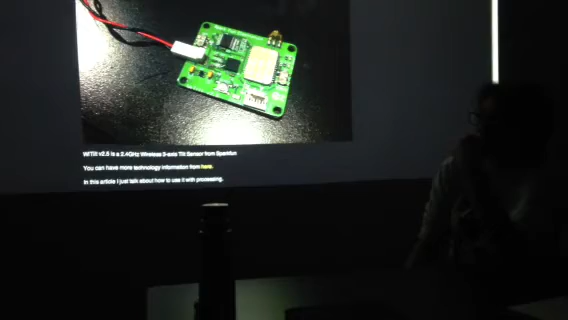 WiTilt v2.5 is a 2.4GHz Wireless 3-axis Tilt Sensor from Sparkfun
You can have more technology information from here.
In this article I just talk about how to use it with processing.